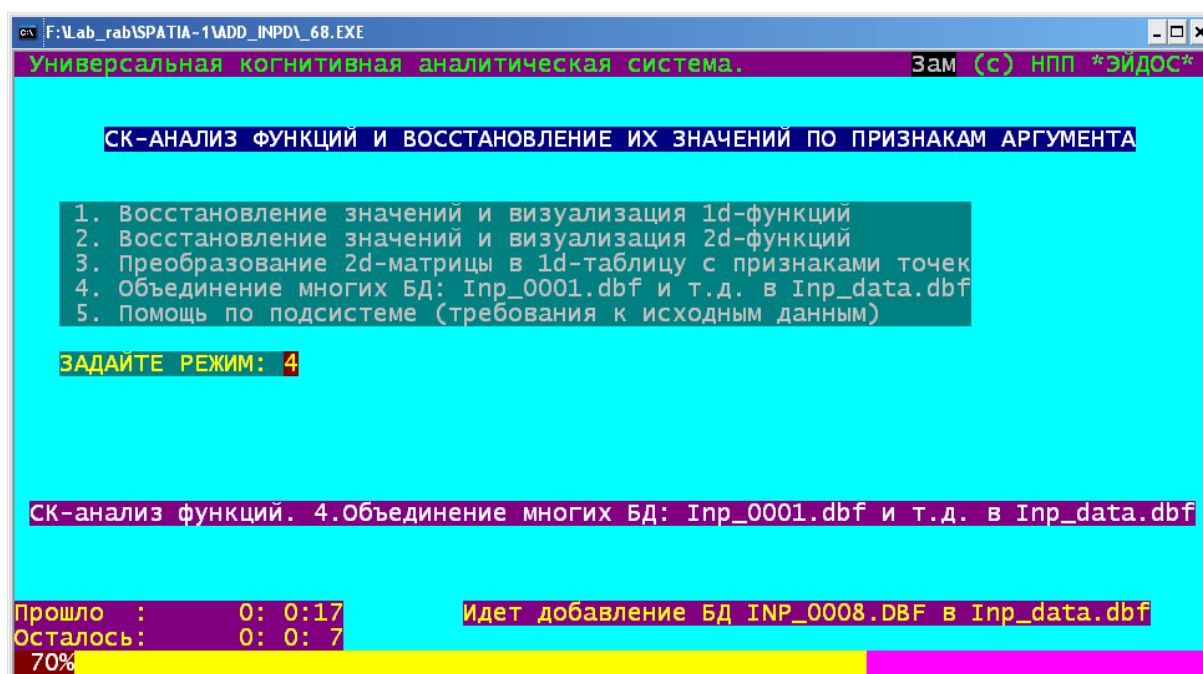 F:\Lab_rab\SPATIA~1\ADD_INPD\_68.EXE
Универсальная когнитивная аналитическая система. Зам (c) НПП *ЭЙДОС*
СК-АНАЛИЗ ФУНКЦИЙ И ВОССТАНОВЛЕНИЕ ИХ ЗНАЧЕНИЙ ПО ПРИЗНАКАМ АРГУМЕНТА
1. Восстановление значений и визуализация 1d-функций
2. Восстановление значений и визуализация 2d-функций
3. Преобразование 2d-матрицы в 1d-таблицу с признаками точек
4. Объединение многих БД: Inp_0001.dbf и т.д. в Inp_data.dbf
5. Помощь по подсистеме (требования к исходным данным)
ЗАДАЙТЕ РЕЖИМ: 4
СК-анализ функций. 4.Объединение многих БД: Inp_0001.dbf и т.д. в Inp_data.dbf
Прошло : 0: 0:17 Идет добавление БД INP_0008.DBF в Inp_data.dbf
Осталось: 0: 0: 7
70%